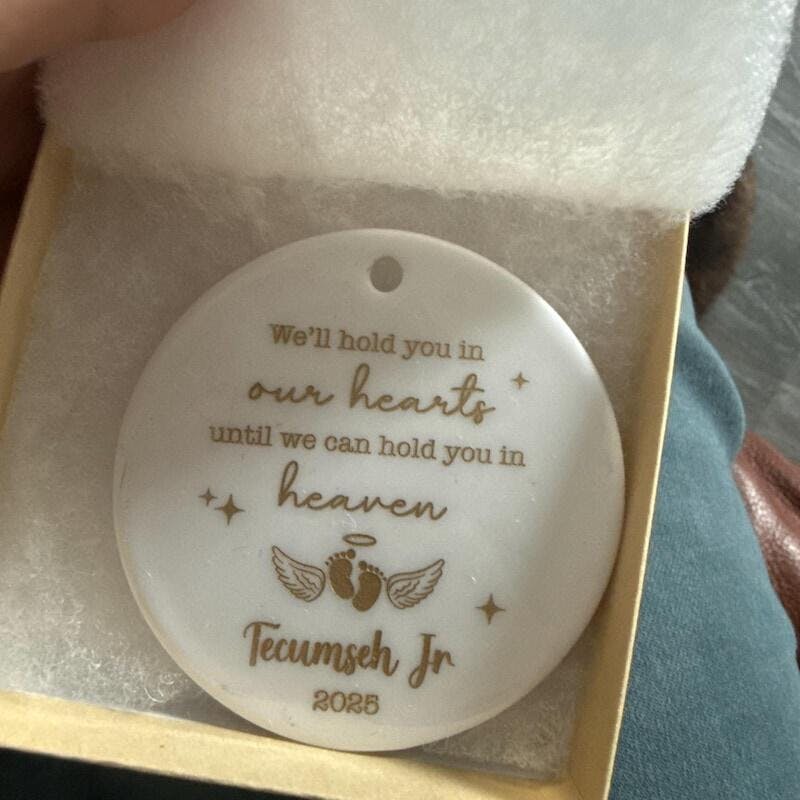 We'll hold you in
our hearts
until we can hold you in
heaven
Tecumseh Jr
2025